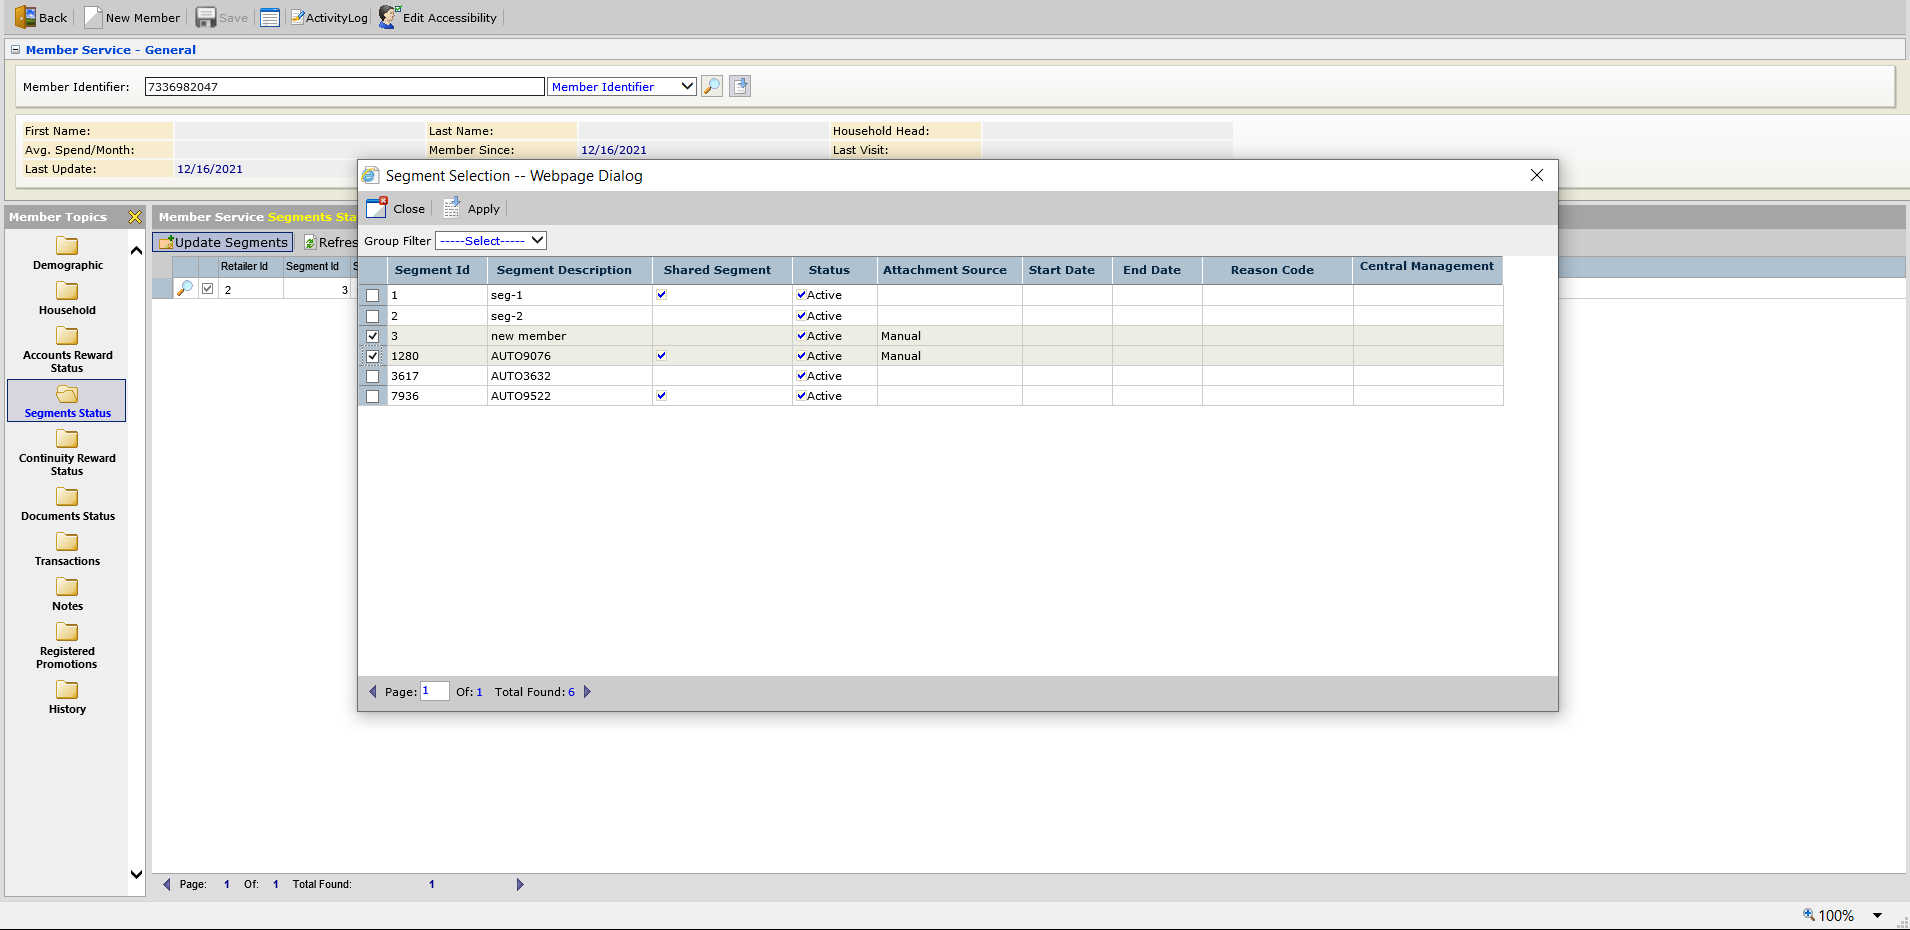 Back New Member Save ActivityLog Edit Accessibility
Member Service - General
Member Identifier: 7336982047 Member Identifier
First Name: Last Name: Household Head:
Avg. Spend/Month: Member Since: 12/16/2021 Last Visit:
Last Update: 12/16/2021
Segment Selection -- Webpage Dialog
Close Apply
Group Filter -----Select-----
Segment Id Segment Description Shared Segment Status Attachment Source Start Date End Date Reason Code Central Management
1 seg-1 Active
2 seg-2 Active
3 new member Active Manual
1280 AUTO9076 Active Manual
3617 AUTO3632 Active
7936 AUTO9522 Active
Page: 1 Of: 1 Total Found: 6
Member Topics
Demographic
Household
Accounts Reward
Status
Segments Status
Continuity Reward
Status
Documents Status
Transactions
Notes
Registered
Promotions
History
Member Service Segments Sta
Update Segments Refres
Retailer Id Segment Id S
2 3
Page: 1 Of: 1 Total Found: 1
100%